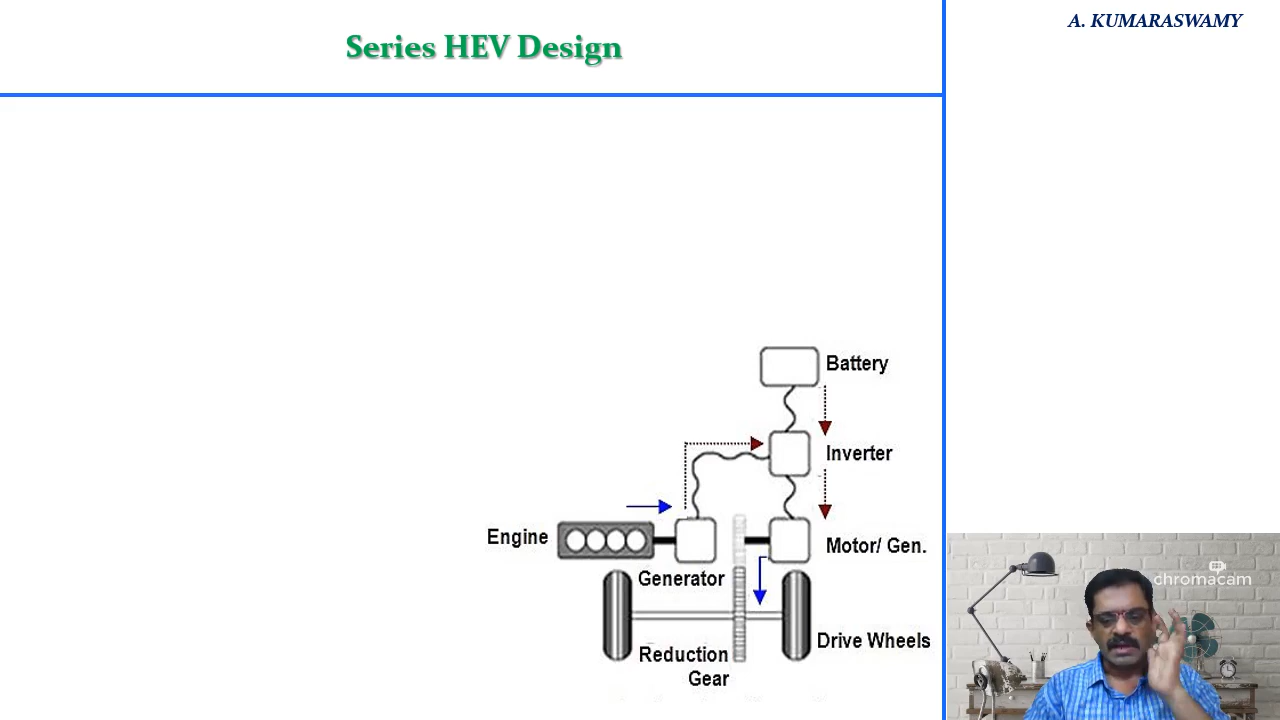 Series HEV Design
A. KUMARASWAMY
Battery
Inverter
Engine
Motor/ Gen.
Generator
Drive Wheels
Reduction
Gear
chromacam